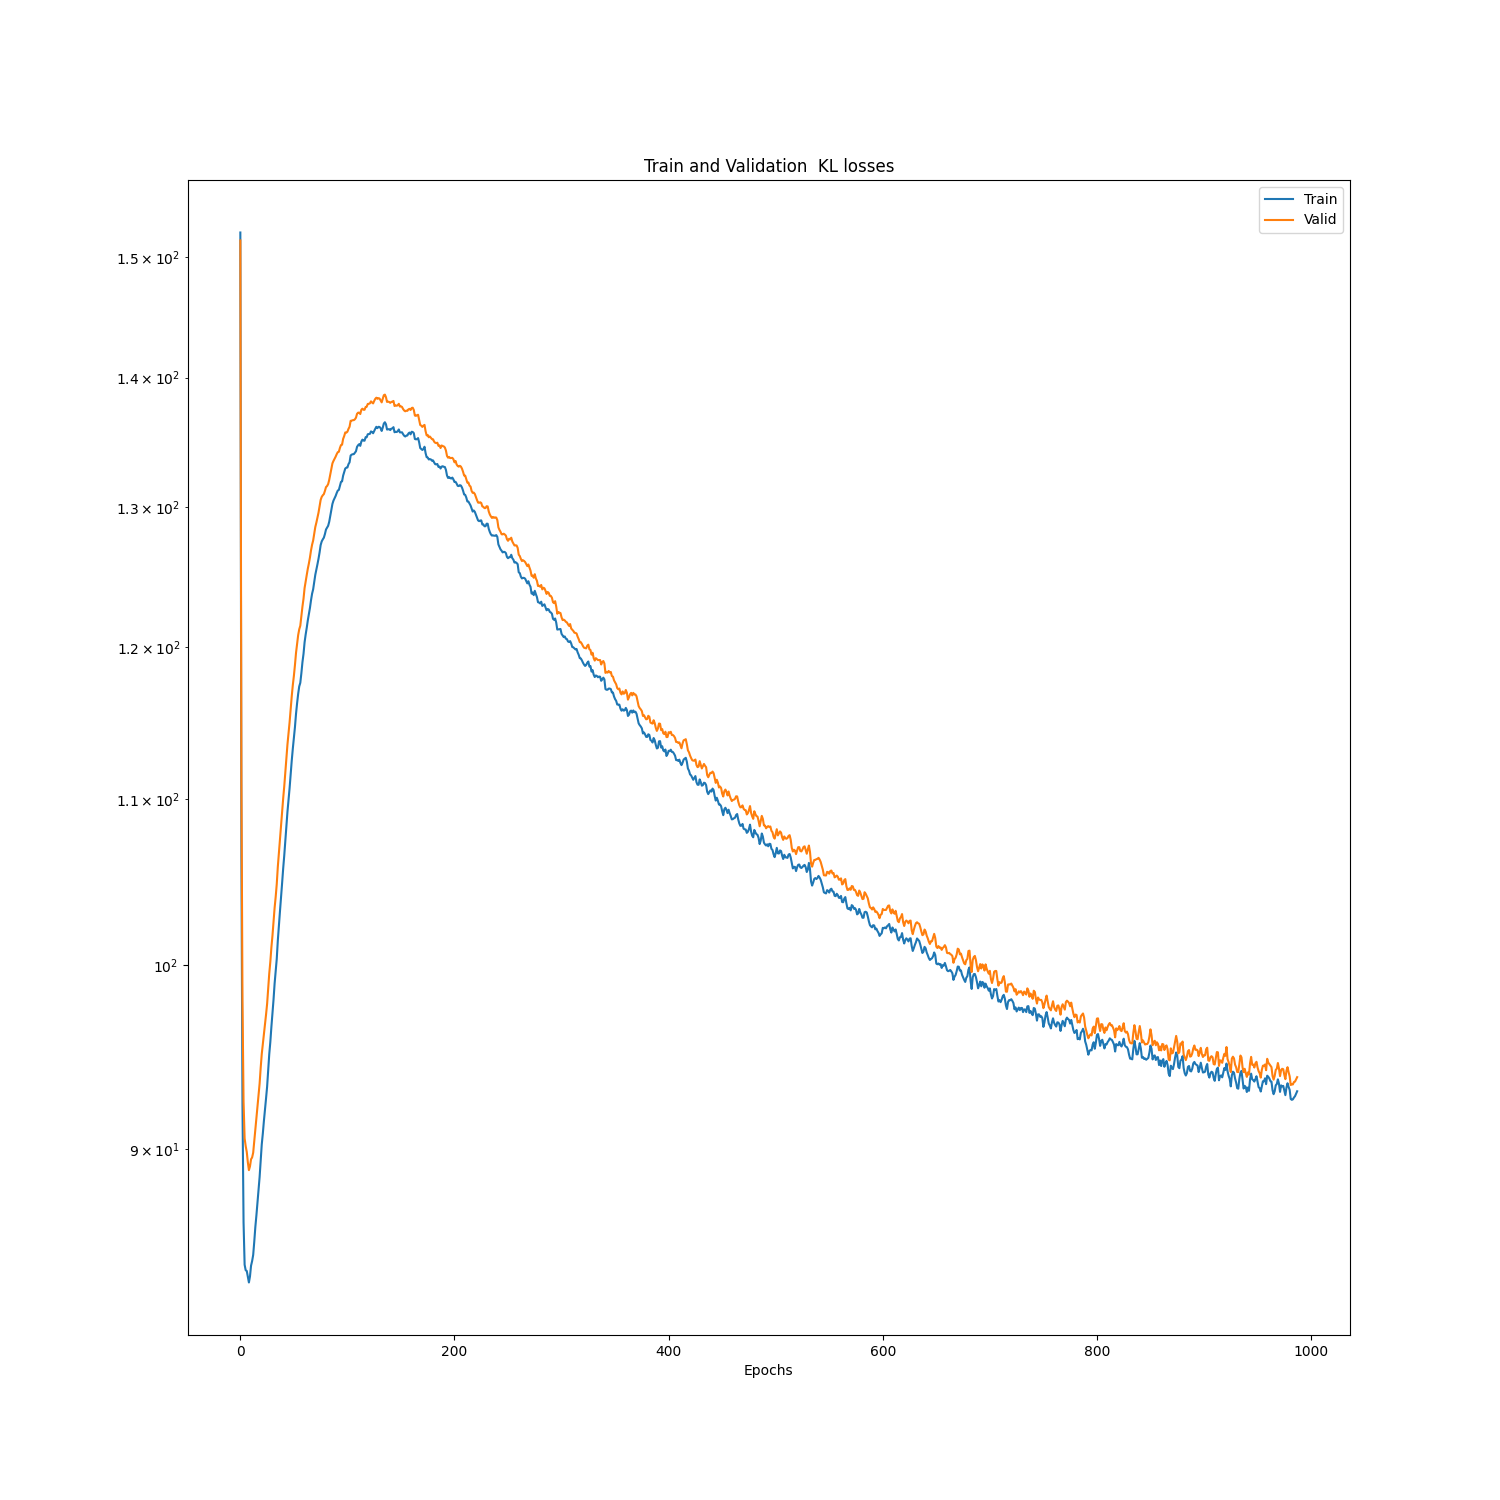 Train and Validation  KL losses
Train
Valid
1.5 × 10²
1.4 × 10²
1.3 × 10²
1.2 × 10²
1.1 × 10²
10²
9 × 10¹
0 200 400 600 800 1000
Epochs